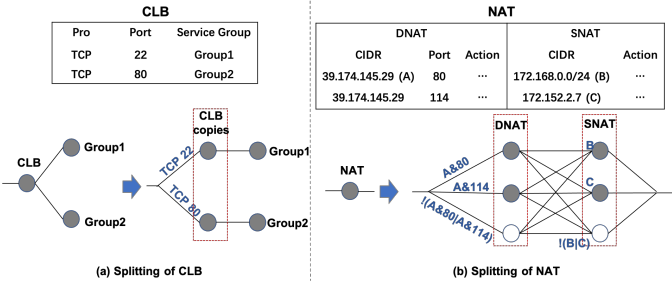 CLB
Pro Port Service Group
TCP 22 Group1
TCP 80 Group2
CLB
Group1
Group2
CLB
copies
TCP 22
TCP 80
Group1
Group2
(a) Splitting of CLB
NAT
DNAT SNAT
CIDR Port Action CIDR Action
39.174.145.29 (A) 80 ... 172.168.0.0/24 (B) ...
39.174.145.29 114 ... 172.152.2.7 (C) ...
NAT
DNAT
SNAT
A&80
A&114
!(A&80|A&114)
B
C
!(B|C)
(b) Splitting of NAT